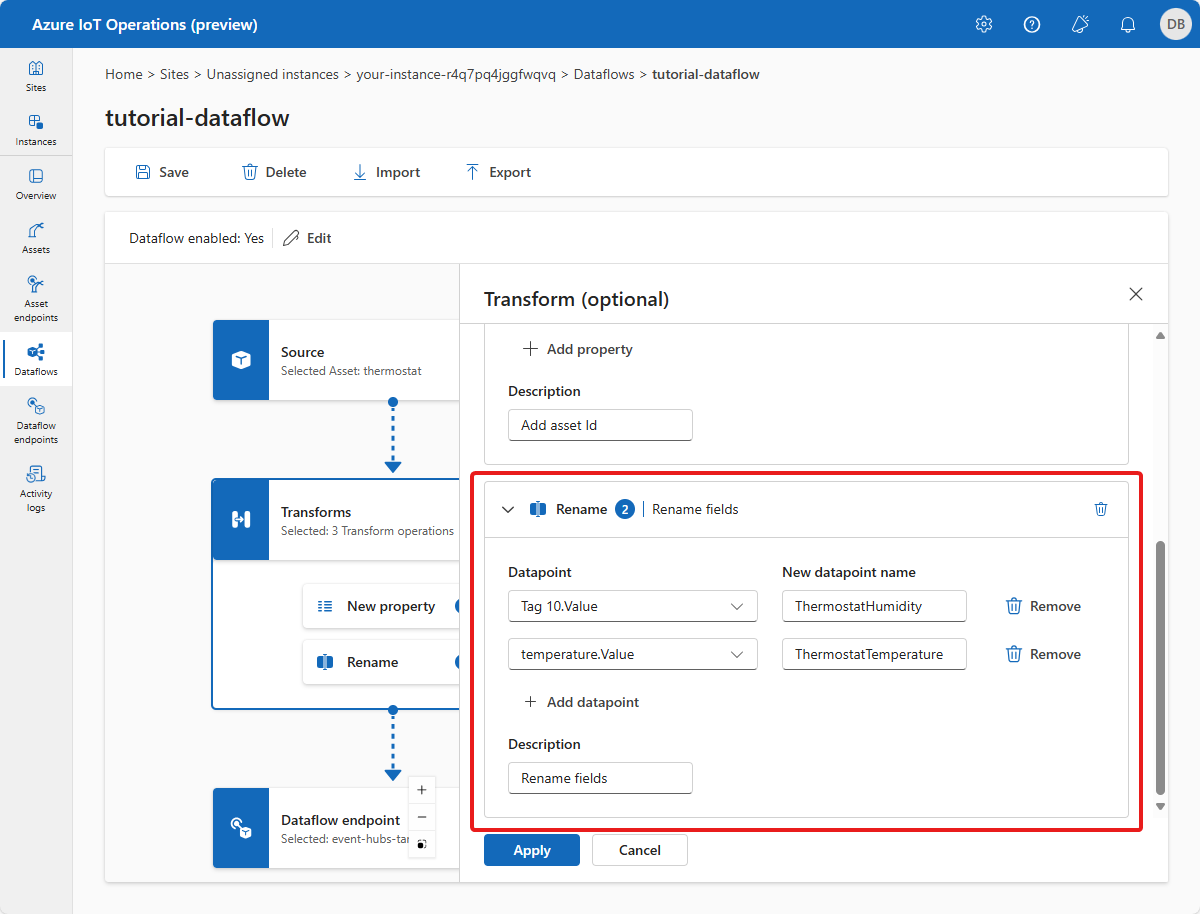 Azure IoT Operations (preview)
DB
Sites
Instances
Overview
Assets
Asset
endpoints
Dataflows
Dataflow
endpoints
Activity
logs
Home > Sites > Unassigned instances > your-instance-r4q7pq4jggfwqvq > Dataflows > tutorial-dataflow
tutorial-dataflow
Save Delete Import Export
Dataflow enabled: Yes Edit
Source
Selected Asset: thermostat
Transforms
Selected: 3 Transform operations
New property
Rename
Dataflow endpoint
Selected: event-hubs-tar
Transform (optional)
Add property
Description
Add asset Id
Rename 2 | Rename fields
Datapoint New datapoint name
Tag 10.Value ThermostatHumidity Remove
temperature.Value ThermostatTemperature Remove
Add datapoint
Description
Rename fields
Apply Cancel